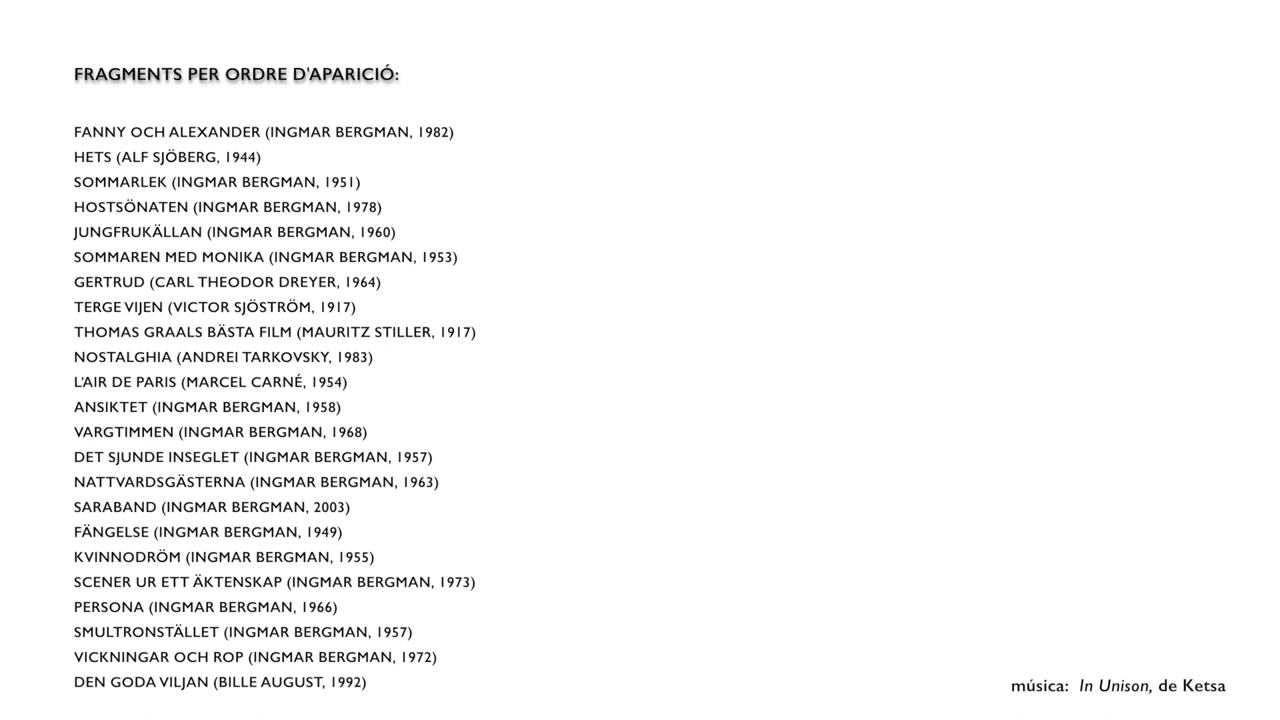 FRAGMENTS PER ORDRE D'APARICIÓ:
FANNY OCH ALEXANDER (INGMAR BERGMAN, 1982)
HETS (ALF SJÖBERG, 1944)
SOMMARLEK (INGMAR BERGMAN, 1951)
HOSTSÖNATEN (INGMAR BERGMAN, 1978)
JUNGFRUKÄLLAN (INGMAR BERGMAN, 1960)
SOMMAREN MED MONIKA (INGMAR BERGMAN, 1953)
GERTRUD (CARL THEODOR DREYER, 1964)
TERGE VIJEN (VICTOR SJÖSTRÖM, 1917)
THOMAS GRAALS BÄSTA FILM (MAURITZ STILLER, 1917)
NOSTALGHIA (ANDREI TARKOVSKY, 1983)
L'AIR DE PARIS (MARCEL CARNÉ, 1954)
ANSIKTET (INGMAR BERGMAN, 1958)
VARGTIMMEN (INGMAR BERGMAN, 1968)
DET SJUNDE INSEGLET (INGMAR BERGMAN, 1957)
NATTVARDSGÄSTERNA (INGMAR BERGMAN, 1963)
SARABAND (INGMAR BERGMAN, 2003)
FÄNGELSE (INGMAR BERGMAN, 1949)
KVINNODRÖM (INGMAR BERGMAN, 1955)
SCENER UR ETT ÄKTENSKAP (INGMAR BERGMAN, 1973)
PERSONA (INGMAR BERGMAN, 1966)
SMULTRONSTÄLLET (INGMAR BERGMAN, 1957)
VICKNINGAR OCH ROP (INGMAR BERGMAN, 1972)
DEN GODA VILJAN (BILLE AUGUST, 1992)
música: In Unison, de Ketsa